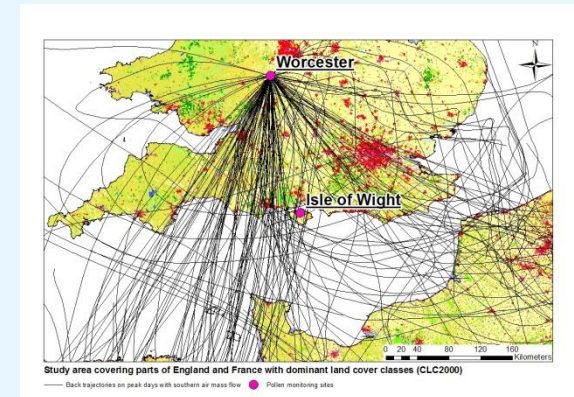 N
Worcester
Isle of Wight
0 20 40 80 120 160
Kilometers
Study area covering parts of England and France with dominant land cover classes (CLC2000)
Back trajectories on peak days with southern air mass flow Pollen monitoring sites